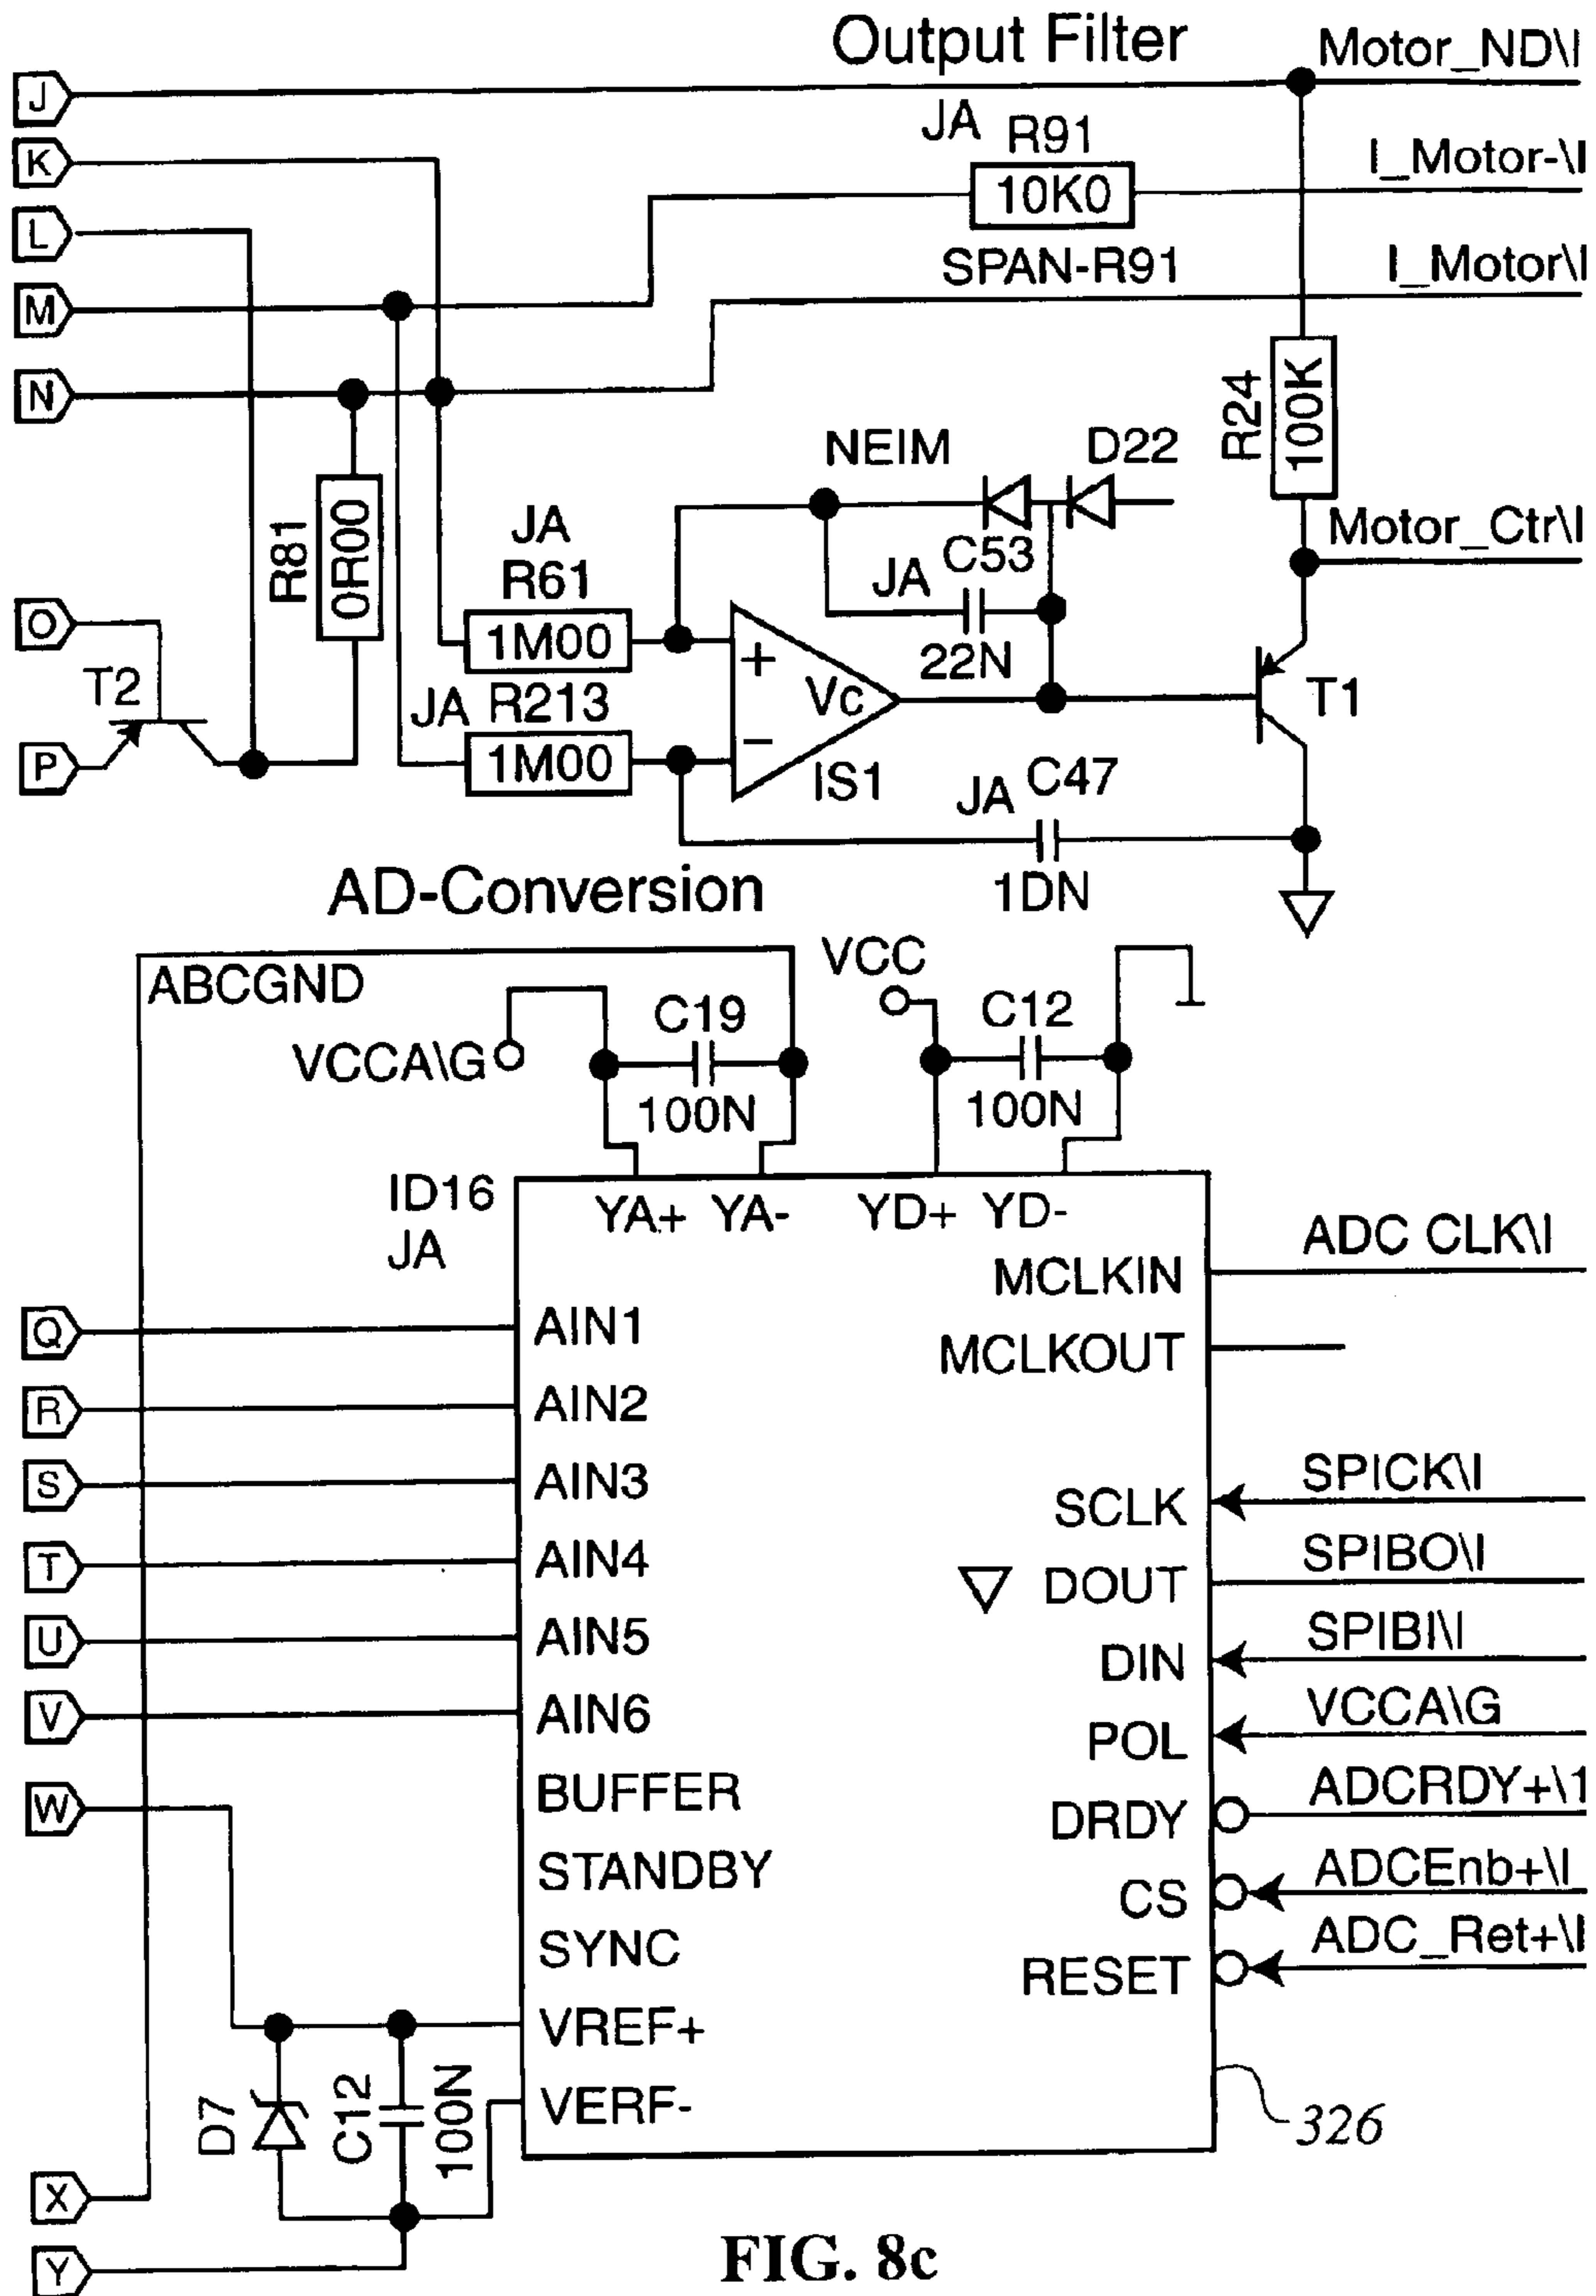 Output Filter
Motor_ND\I
J
JA
R91
10K0
I_Motor-\I
K
L
SPAN-R91
I_Motor\I
M
N
R81
0R00
NEIM
D22
R24
100K
JA
R61
1M00
JA
C53
22N
Motor_Ctr\I
O
T2
P
JA
R213
1M00
+
-
Vc
IS1
T1
JA
C47
1DN
AD-Conversion
ABCGND
VCCA\G
C19
100N
VCC
C12
100N
ID16
JA
YA+
YA-
YD+
YD-
MCLKIN
ADC CLK\I
Q
AIN1
MCLKOUT
R
AIN2
S
AIN3
SCLK
SPICK\I
T
AIN4
DOUT
SPIBO\I
U
AIN5
DIN
SPIBI\I
V
AIN6
POL
VCCA\G
W
BUFFER
DRDY
ADCRDY+\1
STANDBY
CS
ADCEnb+\I
SYNC
RESET
ADC_Ret+\I
VREF+
D7
C12
100N
VERF-
326
X
Y
FIG. 8c